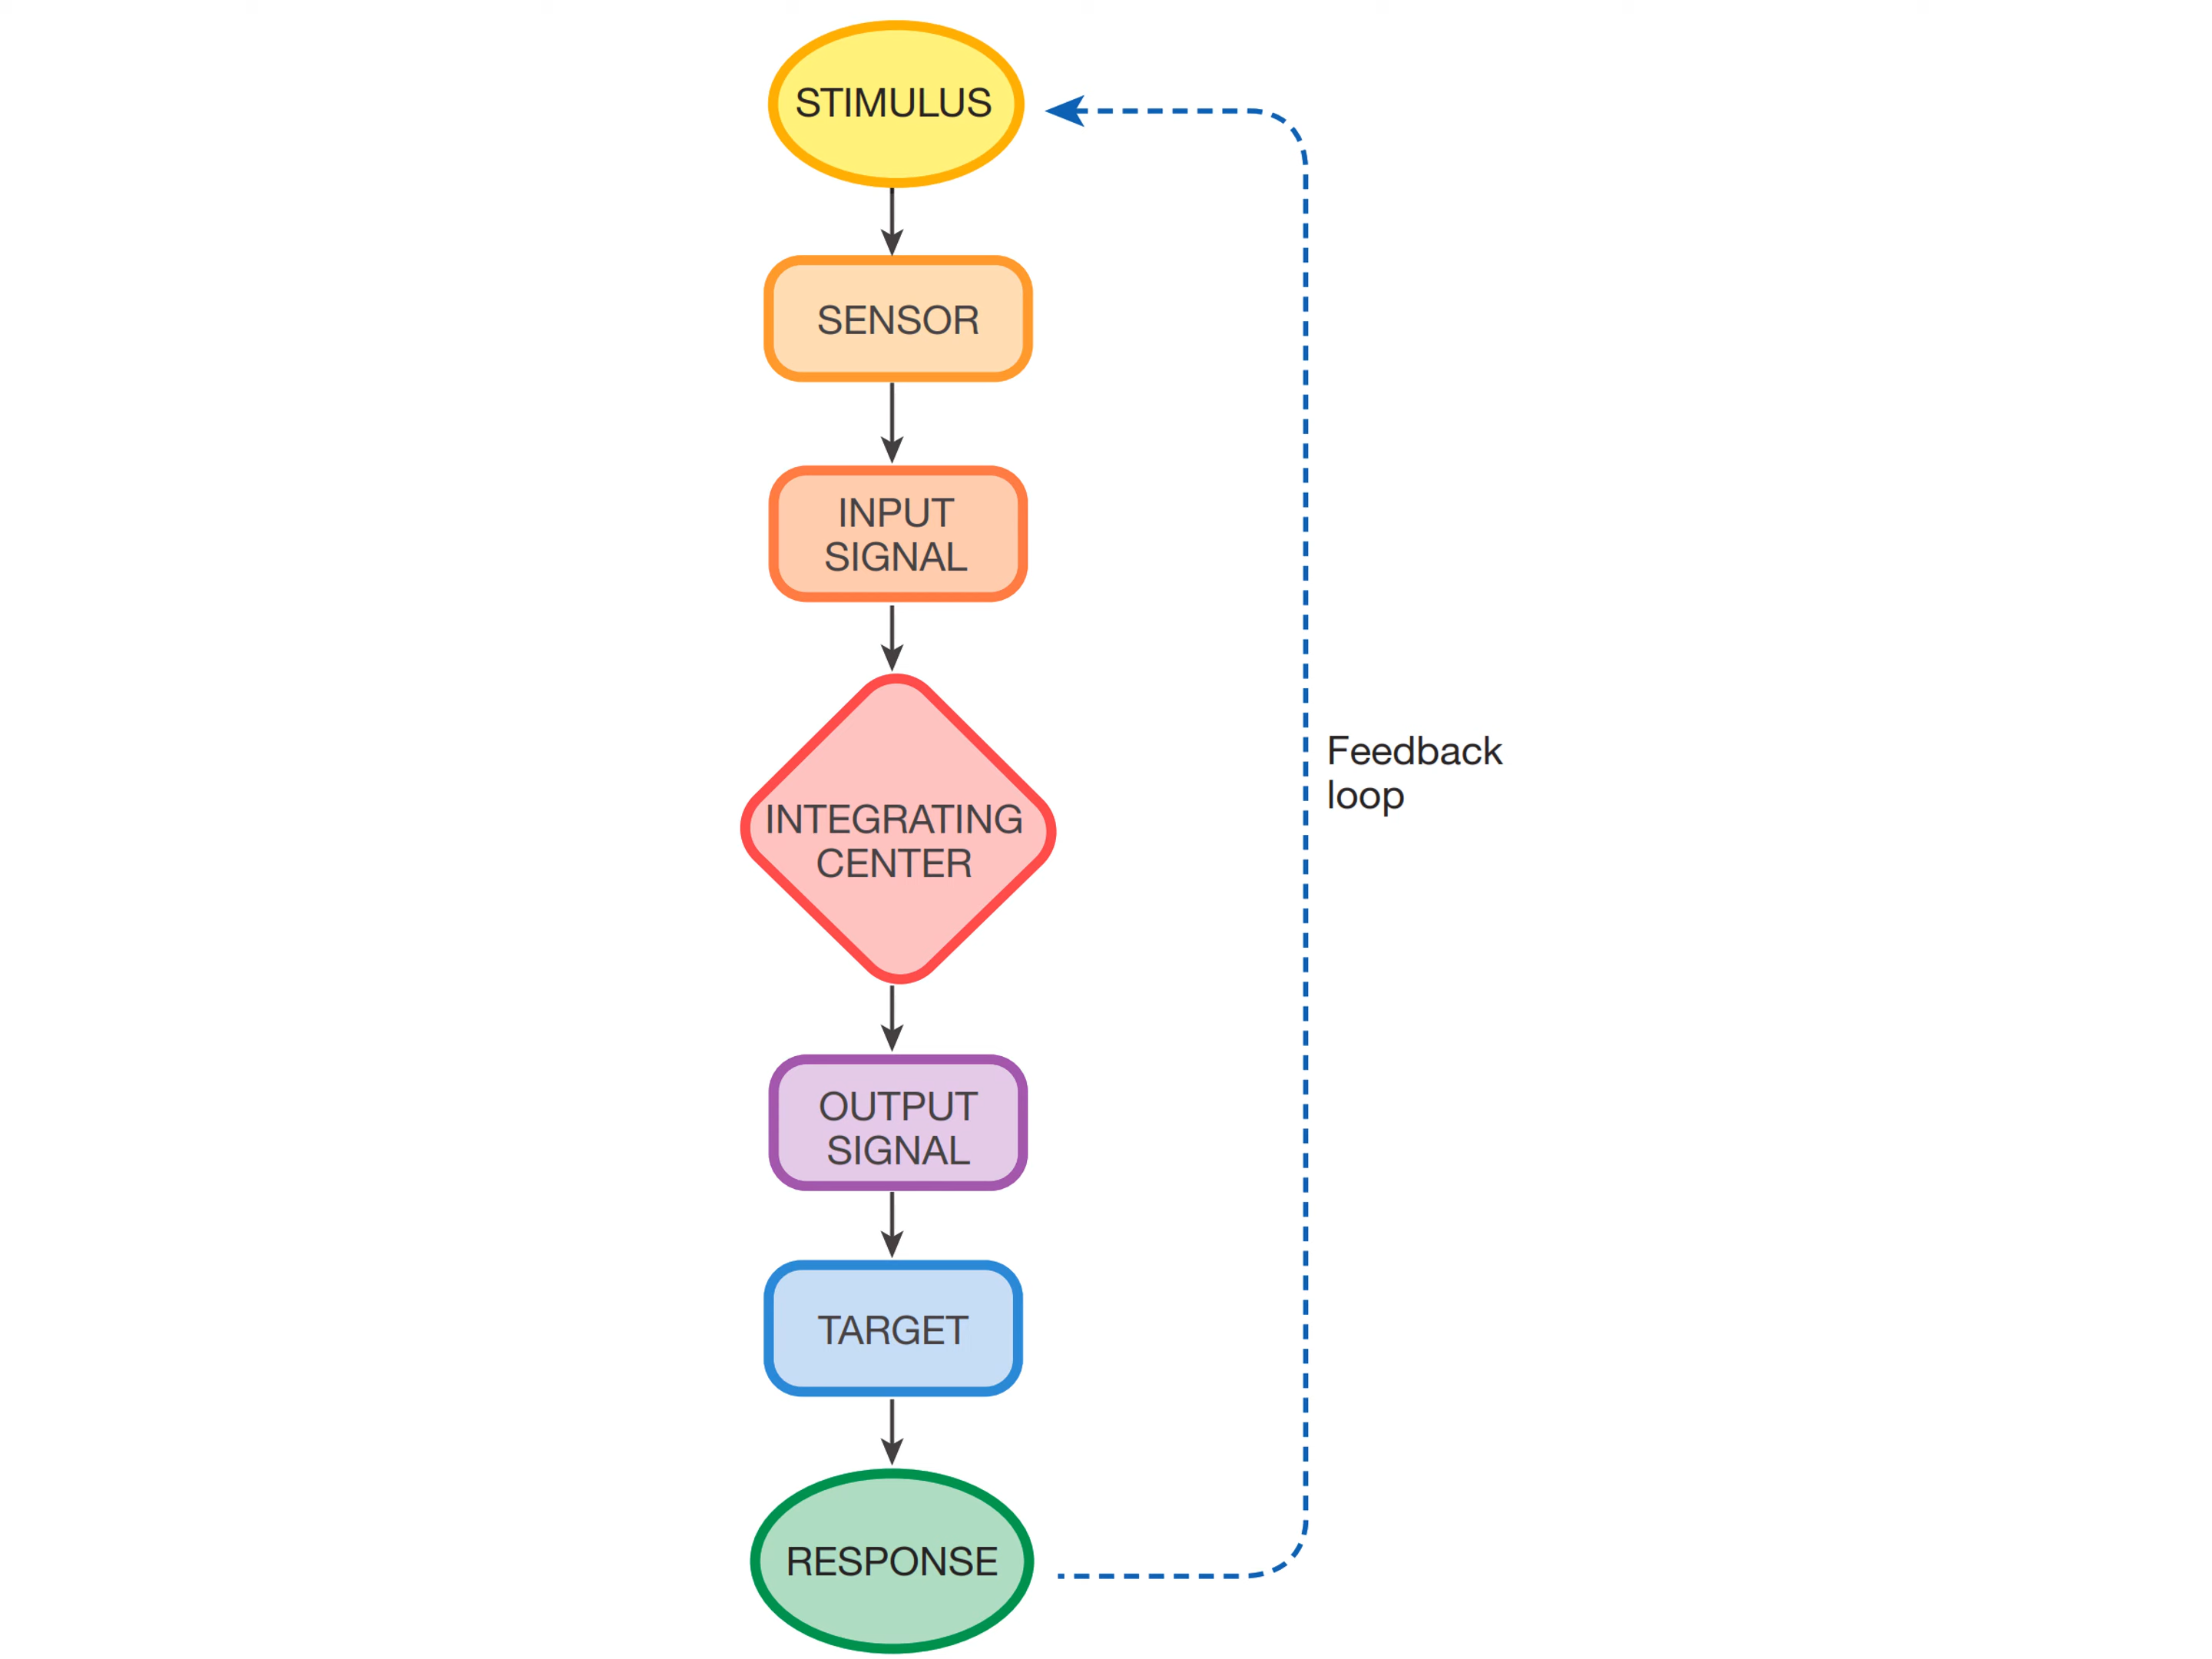 STIMULUS
SENSOR
INPUT
SIGNAL
INTEGRATING
CENTER
Feedback
loop
OUTPUT
SIGNAL
TARGET
RESPONSE